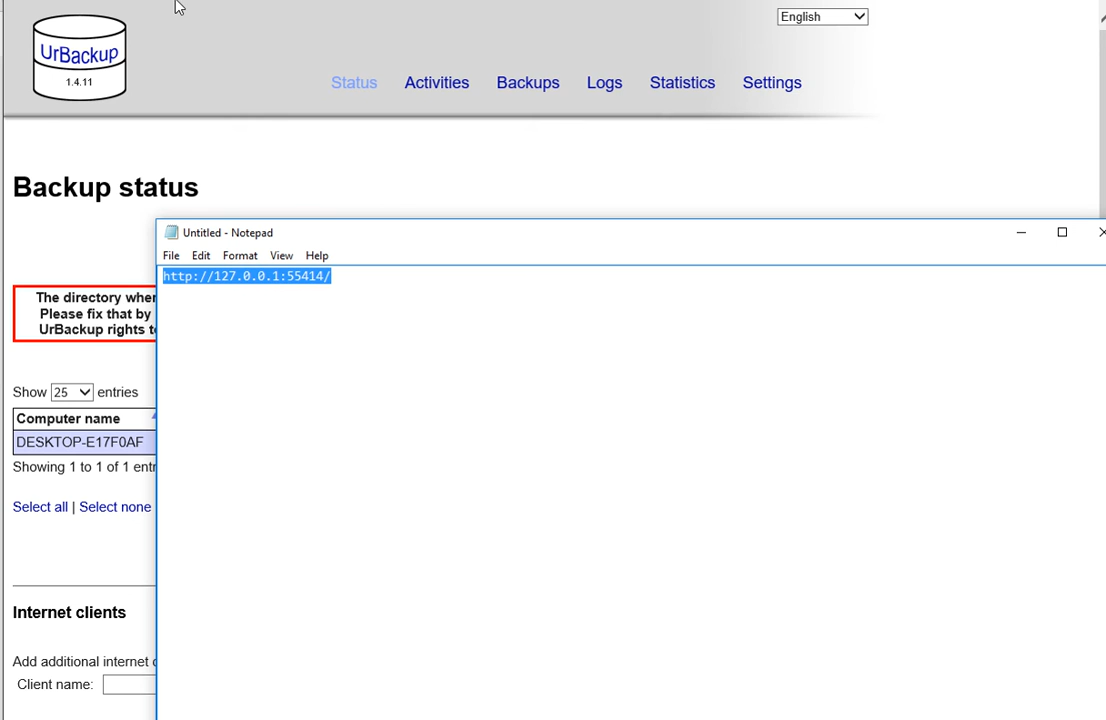 English
UrBackup
1.4.11
Status Activities Backups Logs Statistics Settings
Backup status
Untitled - Notepad
File Edit Format View Help
http://127.0.0.1:55414/
The directory
Please fix that by
UrBackup rights
Show 25 entries
Computer name
DESKTOP-E17F0AF
Showing 1 to 1 of 1
Select all | Select none
Internet clients
Add additional internet
Client name: